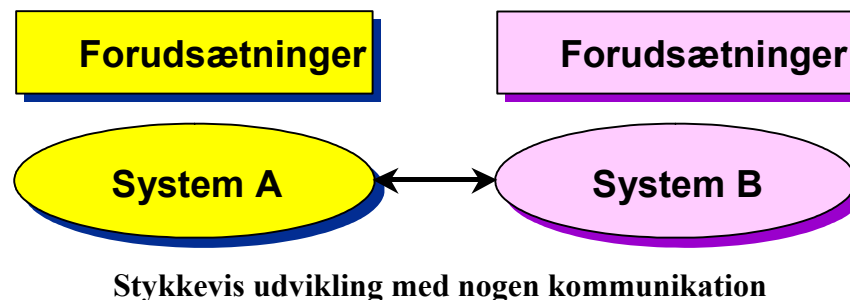 Forudsætninger Forudsætninger
System A System B
Stykkevis udvikling med nogen kommunikation